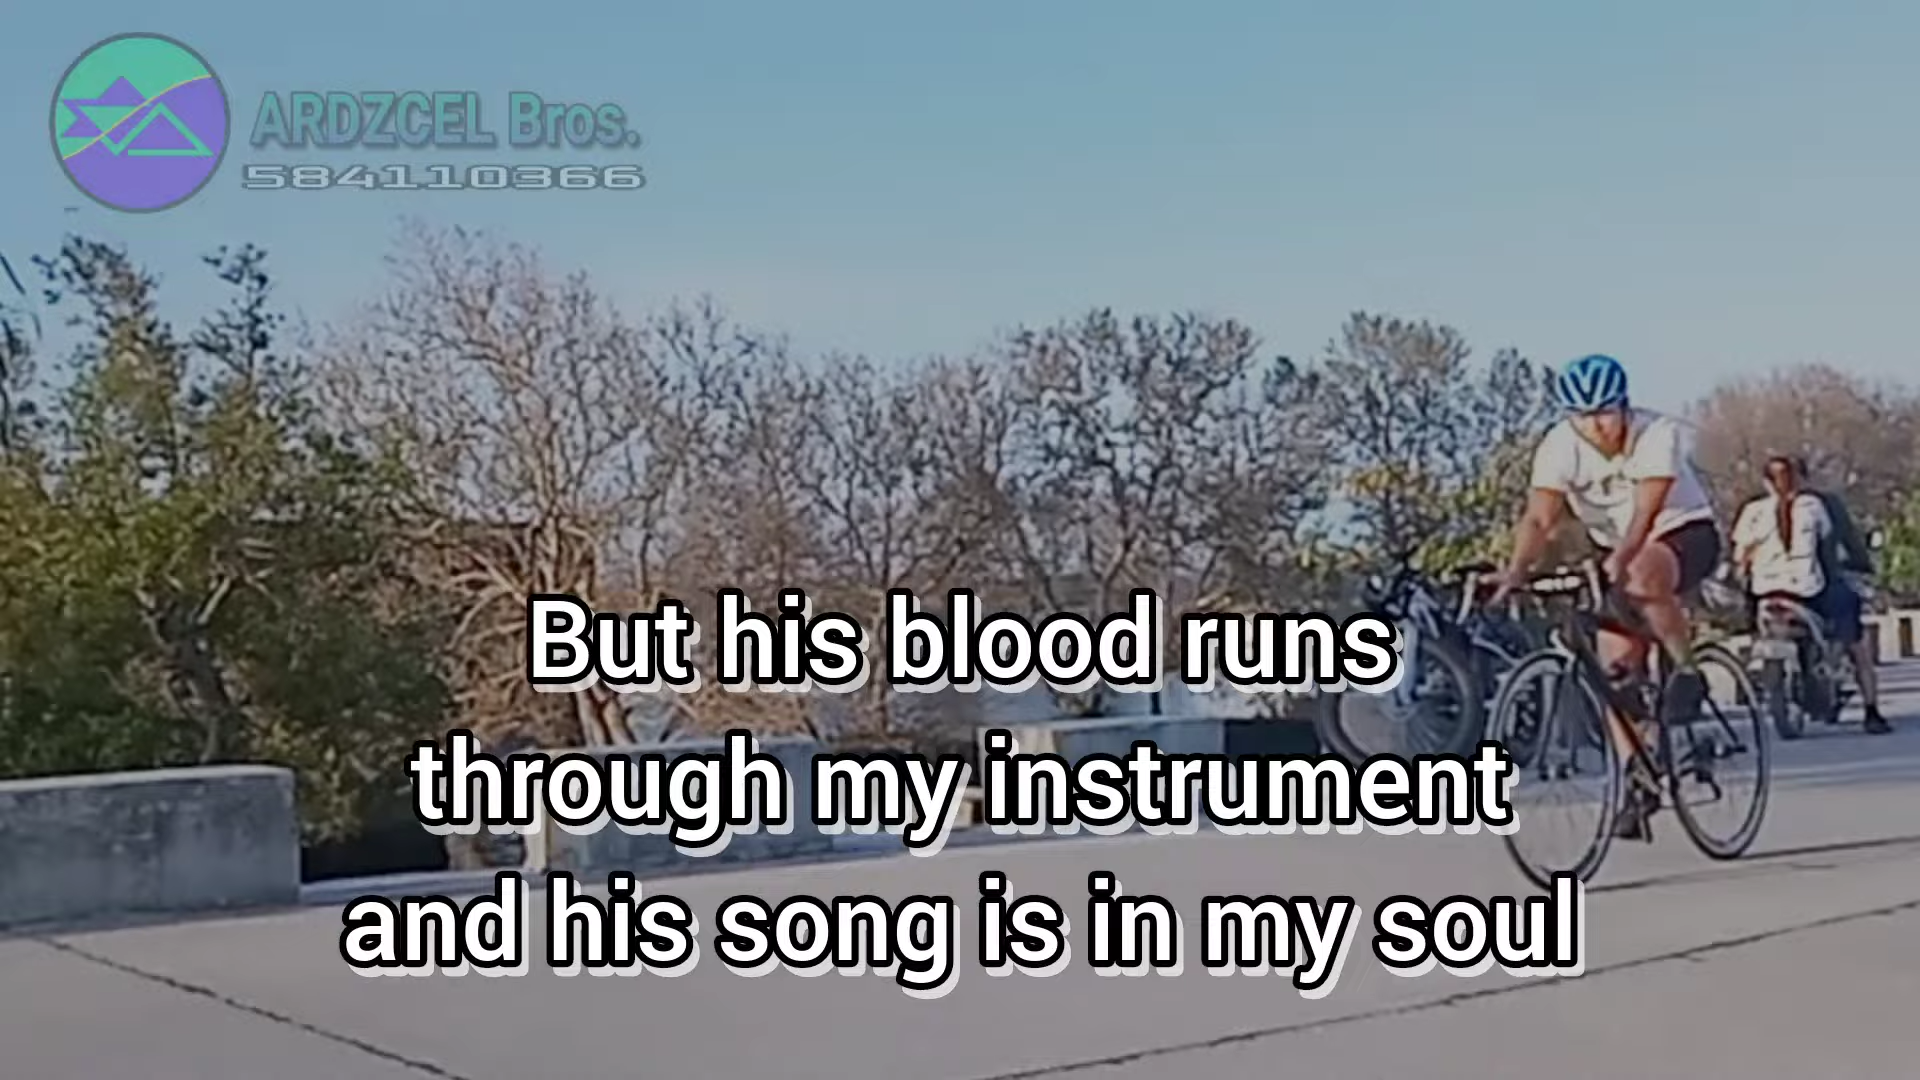 ARDZCEL Bros.
584110366
But his blood runs
through my instrument
and his song is in my soul